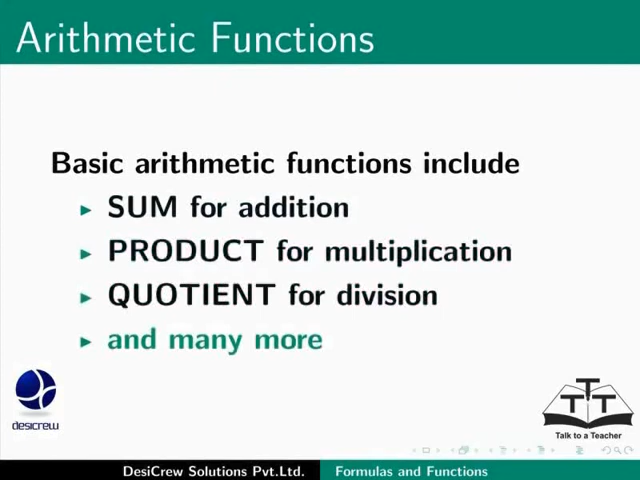 Arithmetic Functions
Basic arithmetic functions include
SUM for addition
PRODUCT for multiplication
QUOTIENT for division
and many more
desicrew
T
T T
Talk to a Teacher
DesiCrew Solutions Pvt.Ltd. Formulas and Functions